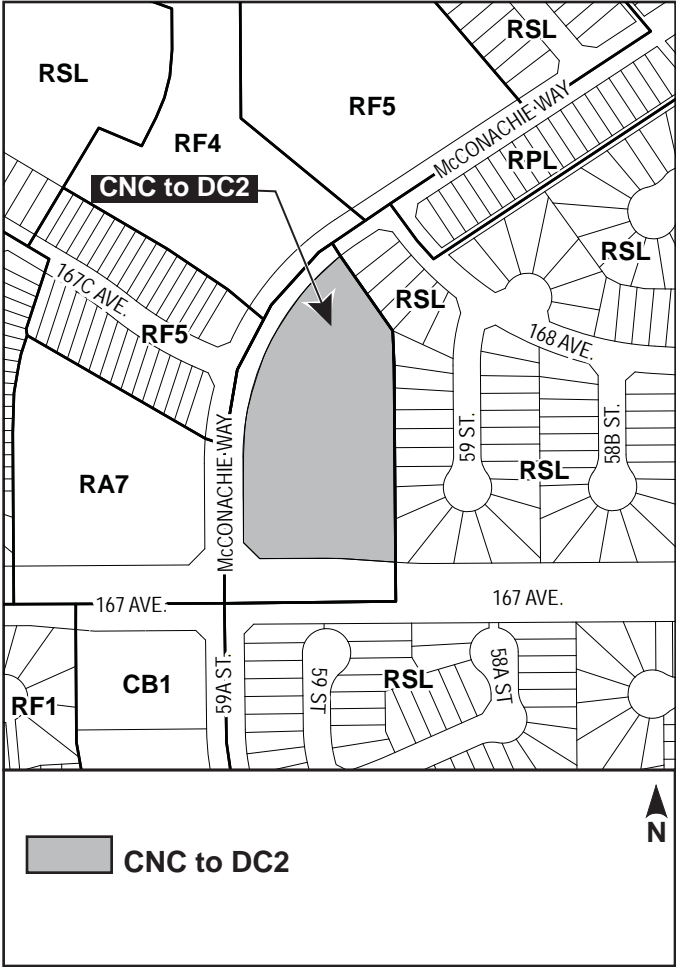 RSL
RSL
RF5
RF4
McCONACHIE WAY
RPL
CNC to DC2
RSL
167C AVE.
RSL
RF5
168 AVE.
59 ST.
58B ST.
RSL
RA7
McCONACHIE WAY
167 AVE.
167 AVE.
59A ST.
CB1
59 ST
RSL
58A ST
RF1
N
CNC to DC2